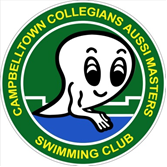 CAMPBELLTOWN COLLEGIANS AUSSI MASTERS
SWIMMING CLUB